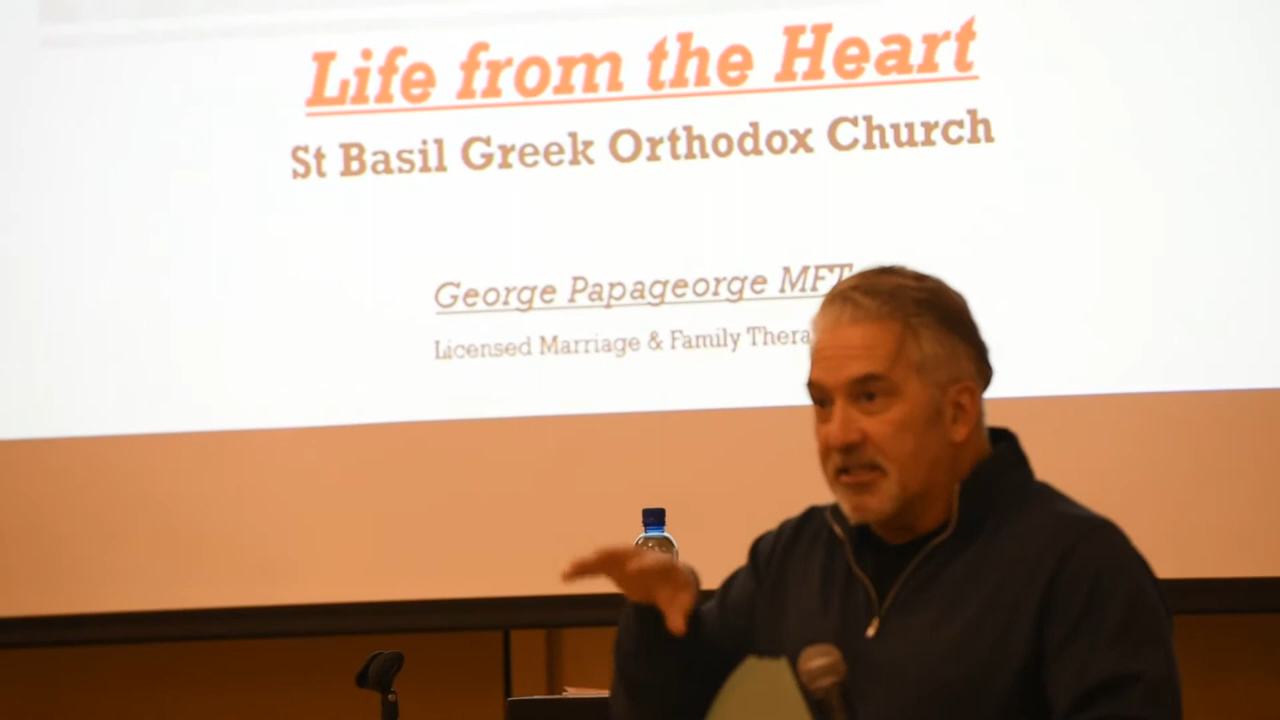 Life from the Heart
St Basil Greek Orthodox Church
George Papageorge MFT
Licensed Marriage & Family